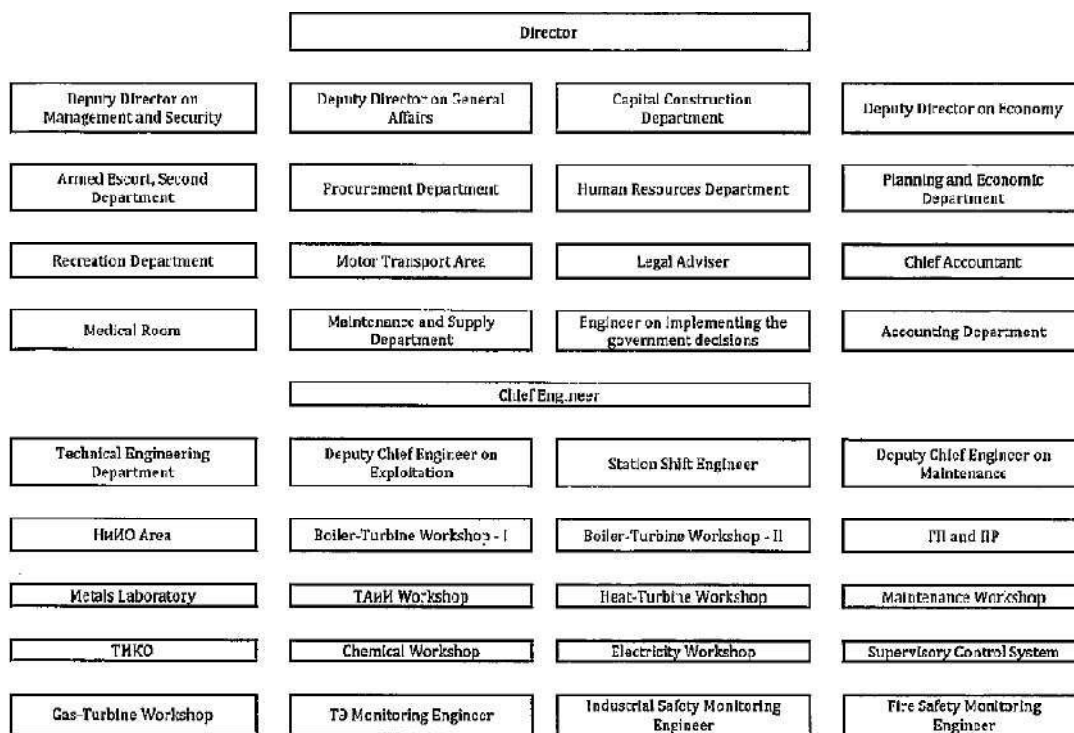 Director
Deputy Director on
Management and Security
Deputy Director on General
Affairs
Capital Construction
Department
Deputy Director on Economy
Armed Escort, Second
Department
Procurement Department
Human Resources Department
Planning and Economic
Department
Recreation Department
Motor Transport Area
Legal Adviser
Chief Accountant
Medical Room
Maintenance and Supply
Department
Engineer on implementing the
government decisions
Accounting Department
Chief Engineer
Technical Engineering
Department
Deputy Chief Engineer on
Exploitation
Station Shift Engineer
Deputy Chief Engineer on
Maintenance
НиИО Area
Boiler-Turbine Workshop - I
Boiler-Turbine Workshop - II
ГП and ПР
Metals Laboratory
ТАиИ Workshop
Heat-Turbine Workshop
Maintenance Workshop
ТИКО
Chemical Workshop
Electricity Workshop
Supervisory Control System
Gas-Turbine Workshop
ТЭ Monitoring Engineer
Industrial Safety Monitoring
Engineer
Fire Safety Monitoring
Engineer